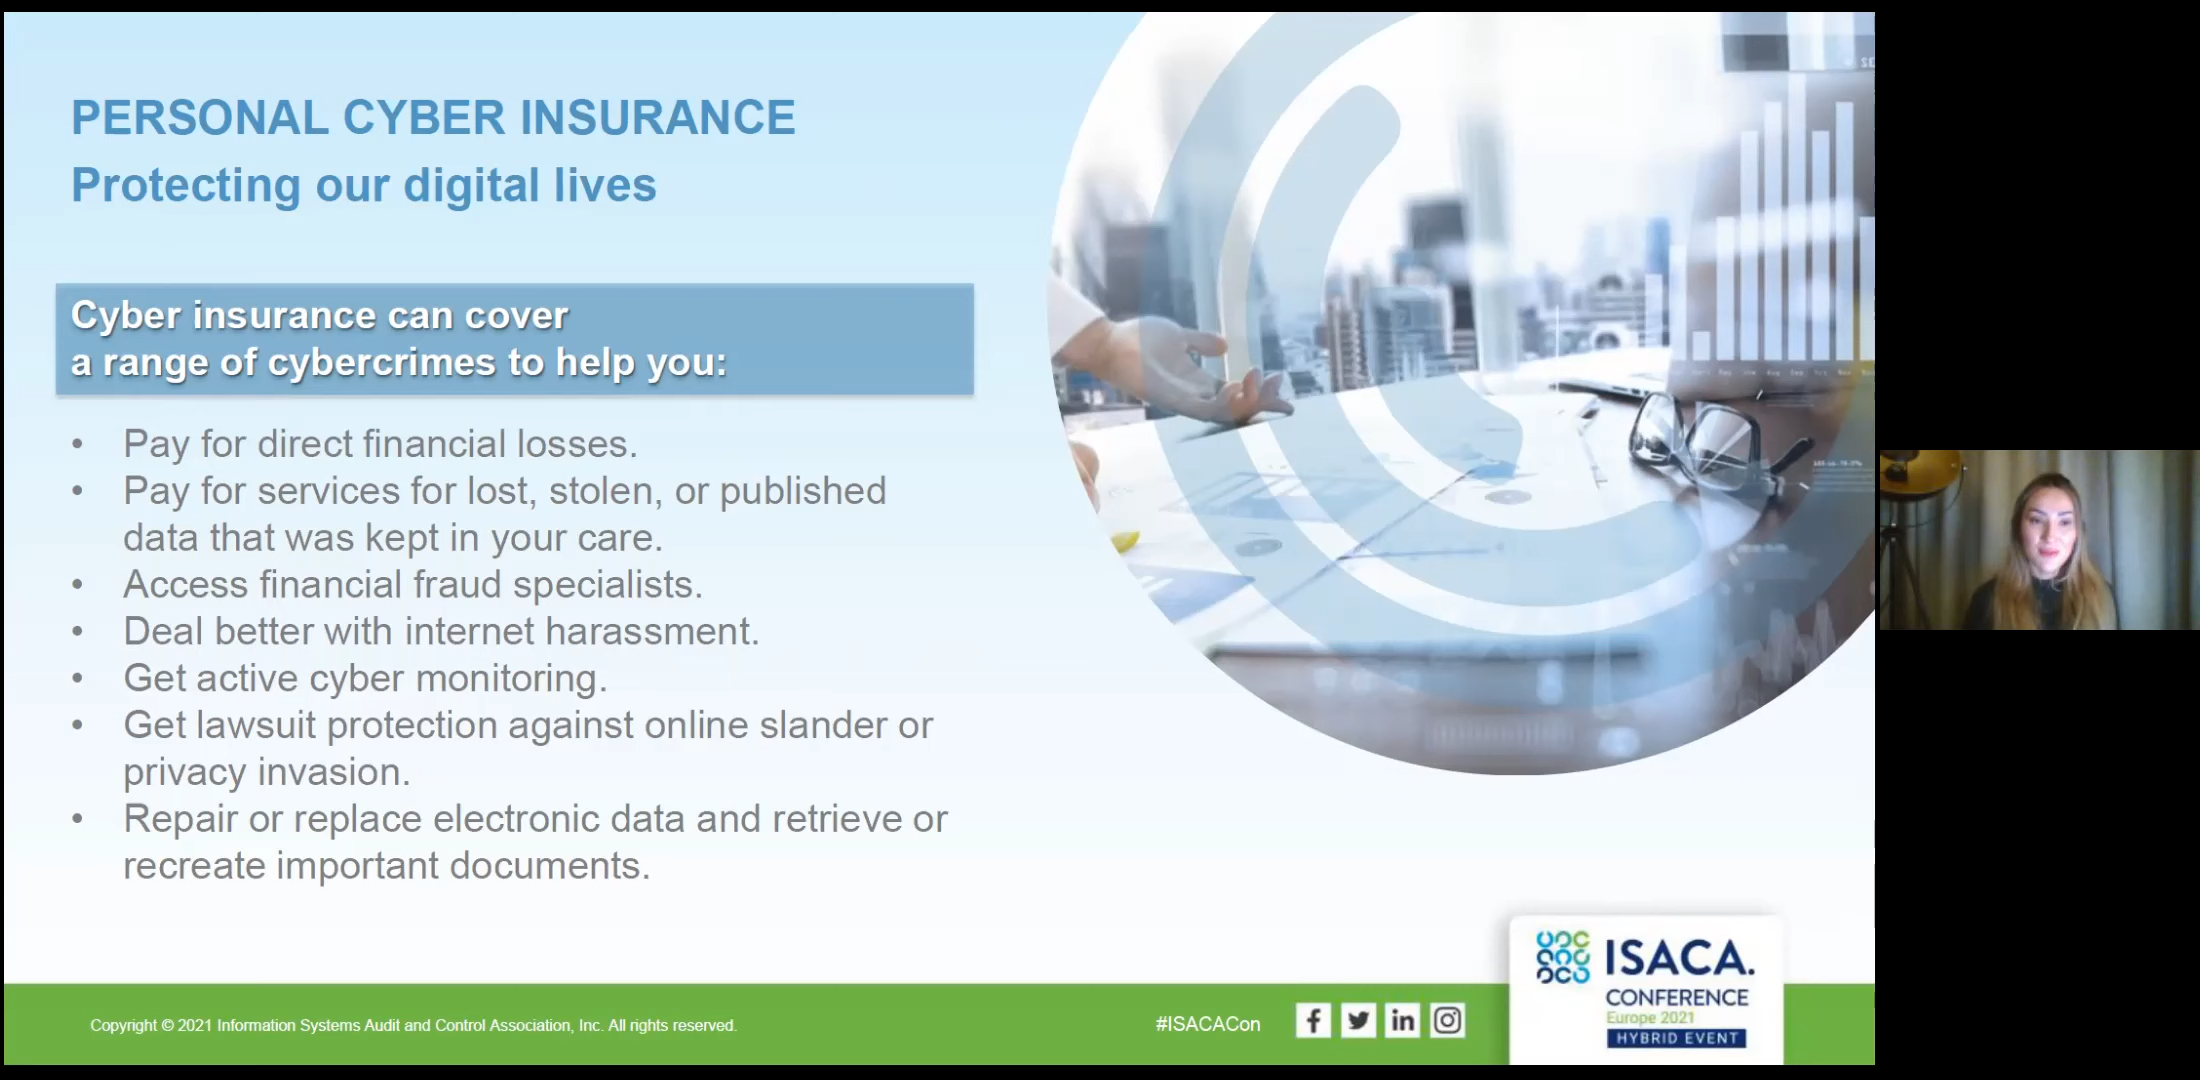 PERSONAL CYBER INSURANCE
Protecting our digital lives
Cyber insurance can cover
a range of cybercrimes to help you:
• Pay for direct financial losses.
• Pay for services for lost, stolen, or published
data that was kept in your care.
• Access financial fraud specialists.
• Deal better with internet harassment.
• Get active cyber monitoring.
• Get lawsuit protection against online slander or
privacy invasion.
• Repair or replace electronic data and retrieve or
recreate important documents.
Copyright © 2021 Information Systems Audit and Control Association, Inc. All rights reserved.
#ISACACon
ISACA.
CONFERENCE
Europe 2021
HYBRID EVENT